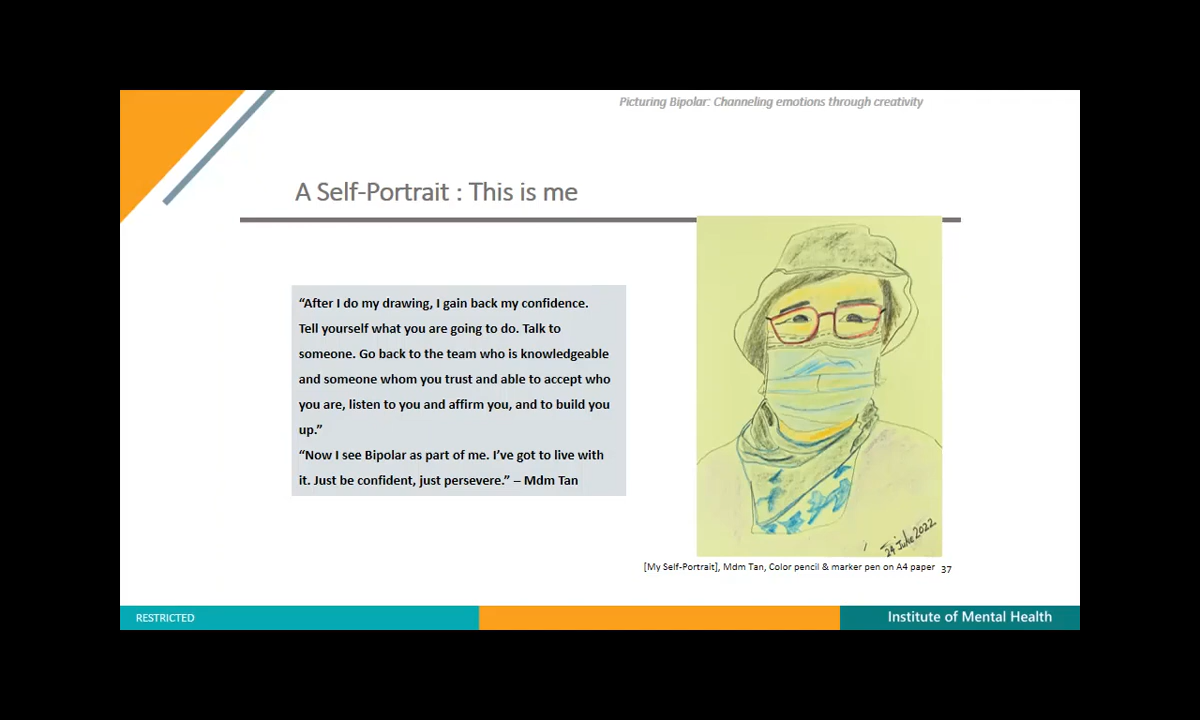 Picturing Bipolar: Channeling emotions through creativity
A Self-Portrait : This is me
“After I do my drawing, I gain back my confidence.
Tell yourself what you are going to do. Talk to
someone. Go back to the team who is knowledgeable
and someone whom you trust and able to accept who
you are, listen to you and affirm you, and to build you
up.”
“Now I see Bipolar as part of me. I’ve got to live with
it. Just be confident, just persevere.” – Mdm Tan
24 June 2022
[My Self-Portrait], Mdm Tan, Color pencil & marker pen on A4 paper
37
RESTRICTED
Institute of Mental Health